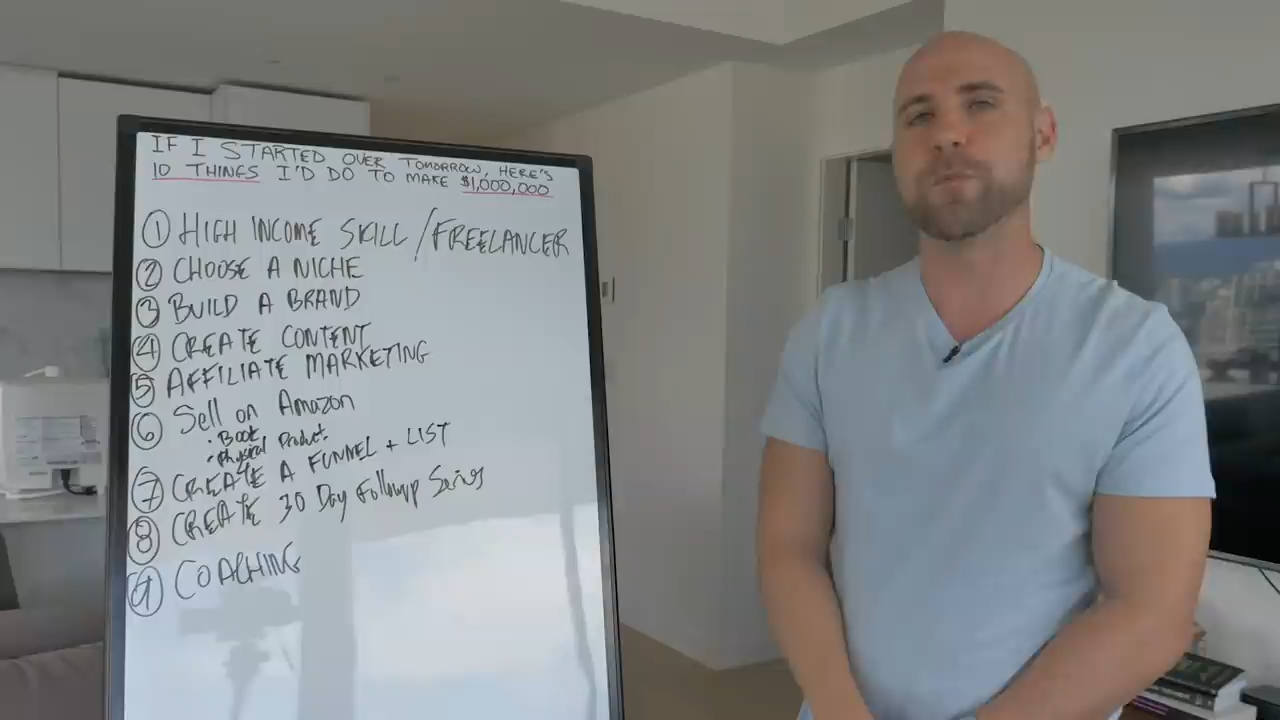 IF I STARTED OVER TOMORROW, HERE'S
10 THINGS I'D DO TO MAKE $1,000,000
① HIGH INCOME SKILL/FREELANCER
② CHOOSE A NICHE
③ BUILD A BRAND
④ CREATE CONTENT
⑤ AFFILIATE MARKETING
⑥ Sell on Amazon
• Book
• Physical Product
⑦ CREATE A FUNNEL + LIST
⑧ CREATE 30 Day Followup Series
⑨ COACHING